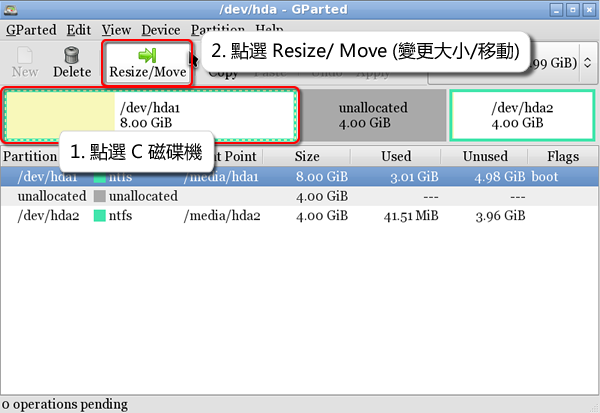 /dev/hda - GParted
GParted Edit View Device Partition Help
New Delete Resize/Move Copy Paste Undo Apply
2. 點選 Resize/ Move (變更大小/移動)
99 GiB)
/dev/hda1
8.00 GiB
unallocated
4.00 GiB
/dev/hda2
4.00 GiB
1. 點選 C 磁碟機
Partition Point Size Used Unused Flags
/dev/hda1 ntfs /media/hda1 8.00 GiB 3.01 GiB 4.98 GiB boot
unallocated unallocated 4.00 GiB --- ---
/dev/hda2 ntfs /media/hda2 4.00 GiB 41.51 MiB 3.96 GiB
0 operations pending